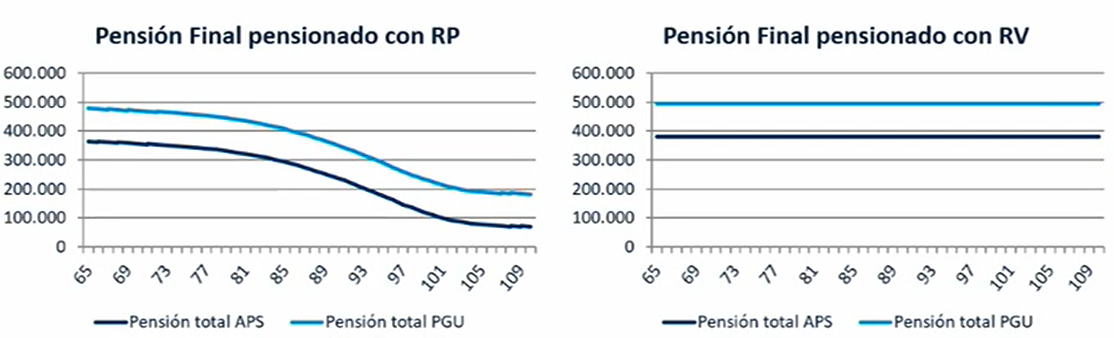 Pensión Final pensionado con RP
600.000
500.000
400.000
300.000
200.000
100.000
0
65 69 73 77 81 85 89 93 97 101 105 109
Pensión total APS Pensión total PGU
Pensión Final pensionado con RV
600.000
500.000
400.000
300.000
200.000
100.000
0
65 69 73 77 81 85 89 93 97 101 105 109
Pensión total APS Pensión total PGU